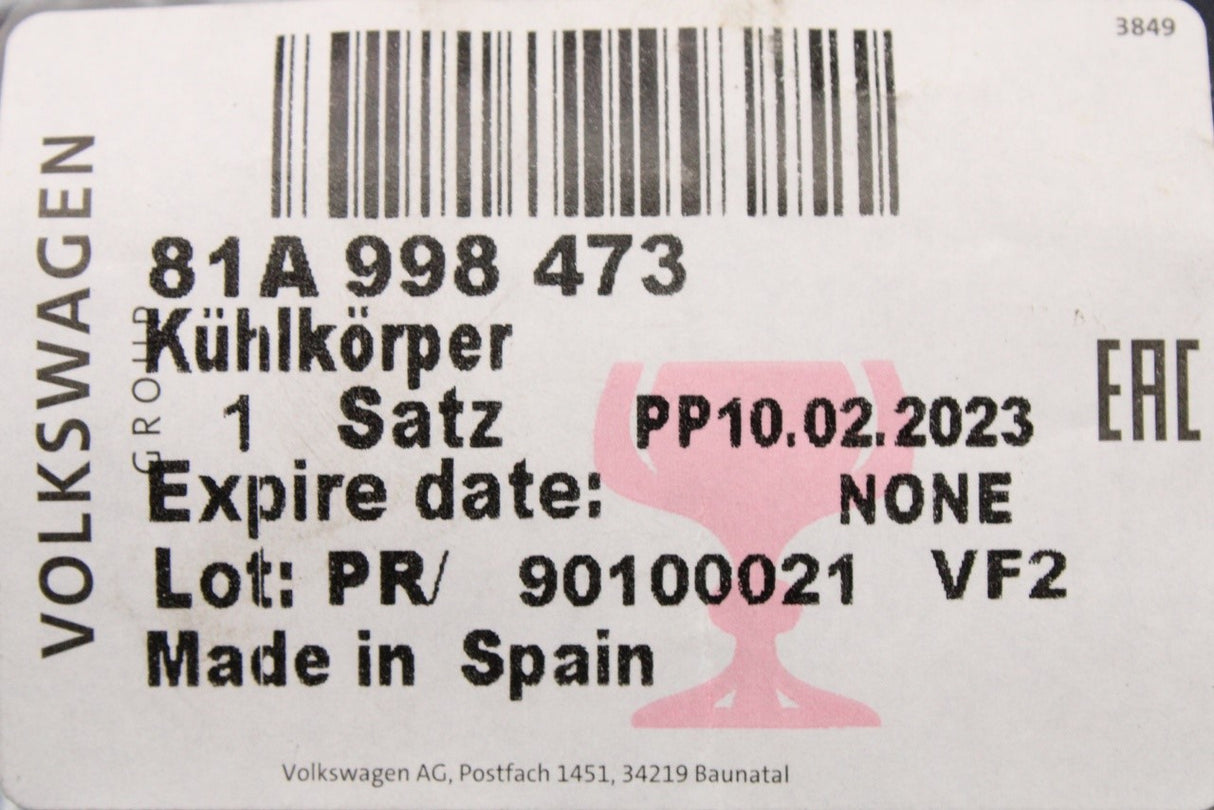 3849
VOLKSWAGEN
GROUP
81A 998 473
Kühlkörper
1 Satz PP10.02.2023
EAC
Expire date: NONE
Lot: PR/ 90100021 VF2
Made in Spain
Volkswagen AG, Postfach 1451, 34219 Baunatal